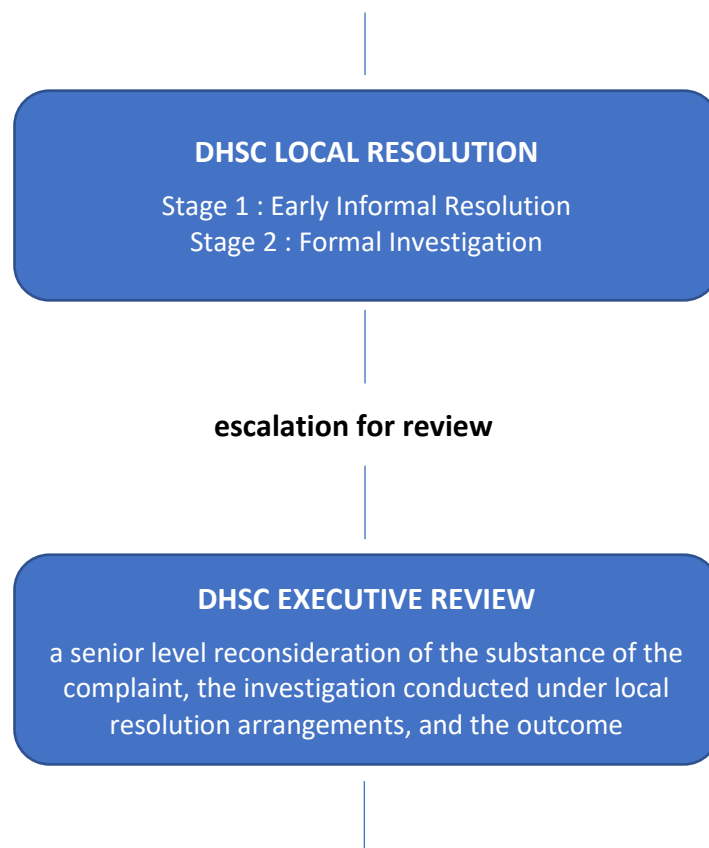 DHSC LOCAL RESOLUTION
Stage 1 : Early Informal Resolution
Stage 2 : Formal Investigation
escalation for review
DHSC EXECUTIVE REVIEW
a senior level reconsideration of the substance of the
complaint, the investigation conducted under local
resolution arrangements, and the outcome